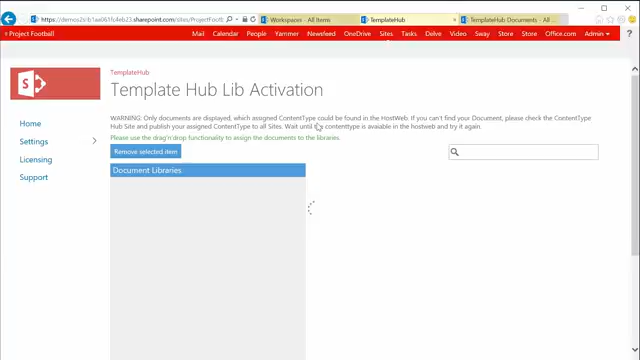 https://demos2s:b1aa061fc4eb23.sharepoint.com/sites/ProjectFootball
Workspaces - All Items
TemplateHub
TemplateHub Documents - All ...
Project Football
Mail Calendar People Yammer Newsfeed OneDrive Sites Tasks Delve Video Sway Store Store Office.com Admin
TemplateHub
Template Hub Lib Activation
WARNING: Only documents are displayed, which assigned ContentType could be found in the HostWeb. If you can't find your Document, please check the ContentType
Hub Site and publish your assigned ContentType to all Sites. Wait until the contenttype is available in the hostweb and try it again.
Please use the drag'n'drop functionality to assign the documents to the libraries.
Home
Settings
Licensing
Support
Remove selected item
Document Libraries